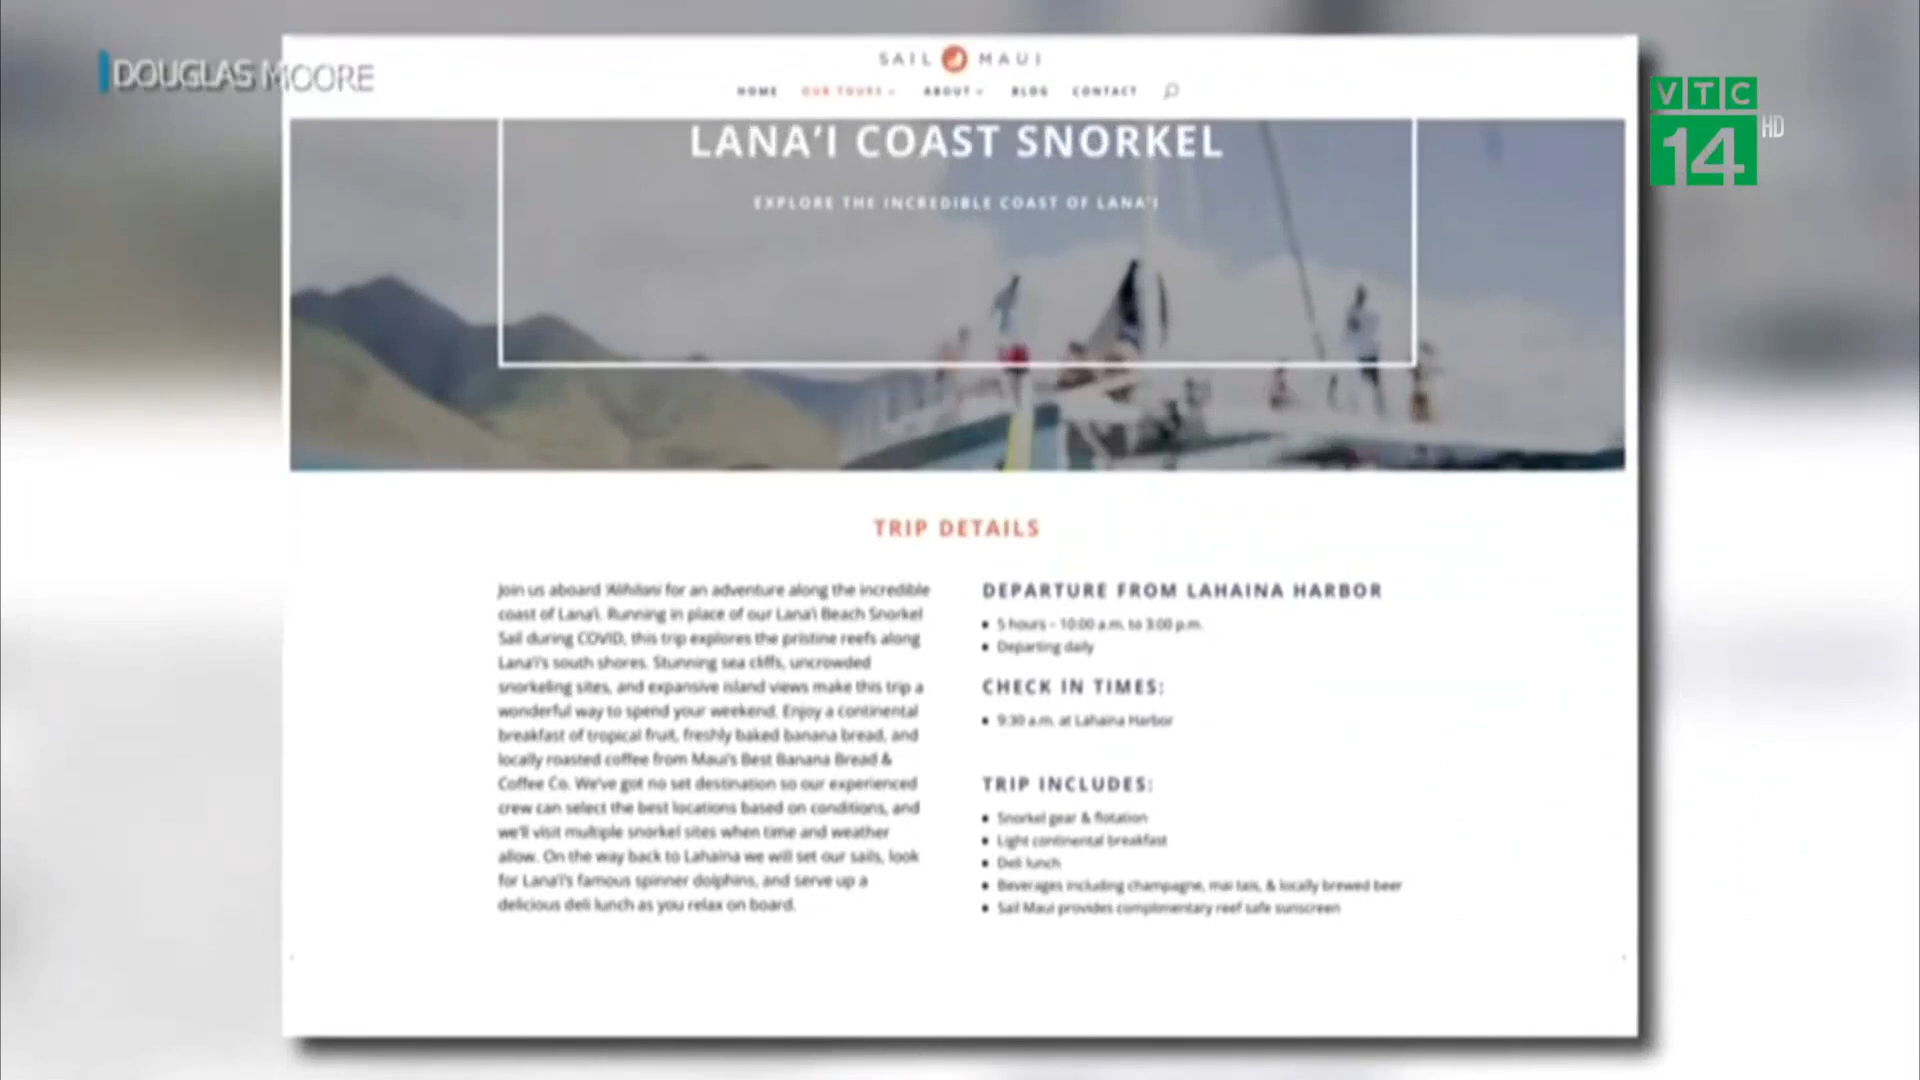 DOUGLAS MOORE
SAIL MAUI
HOME OUR TOURS ABOUT BLOG CONTACT
VTC
14
HD
LANA'I COAST SNORKEL
EXPLORE THE INCREDIBLE COAST OF LANA'I
TRIP DETAILS
Join us aboard 'Alihilani for an adventure along the incredible
coast of Lana'i. Running in place of our Lana'i Beach Snorkel
Sail during COVID, this trip explores the pristine reefs along
Lana'i's south shores. Stunning sea cliffs, uncrowded
snorkeling sites, and expansive island views make this trip a
wonderful way to spend your weekend. Enjoy a continental
breakfast of tropical fruit, freshly baked banana bread, and
locally roasted coffee from Maui's Best Banana Bread &
Coffee Co. We've got no set destination so our experienced
crew can select the best locations based on conditions, and
we'll visit multiple snorkel sites when time and weather
allow. On the way back to Lahaina we will set our sails, look
for Lana'i's famous spinner dolphins, and serve up a
delicious deli lunch as you relax on board.
DEPARTURE FROM LAHAINA HARBOR
• 5 hours - 10:00 a.m. to 3:00 p.m.
• Departing daily
CHECK IN TIMES:
• 9:30 a.m. at Lahaina Harbor
TRIP INCLUDES:
• Snorkel gear & flotation
• Light continental breakfast
• Deli lunch
• Beverages including champagne, mai tais, & locally brewed beer
• Sail Maui provides complimentary reef safe sunscreen